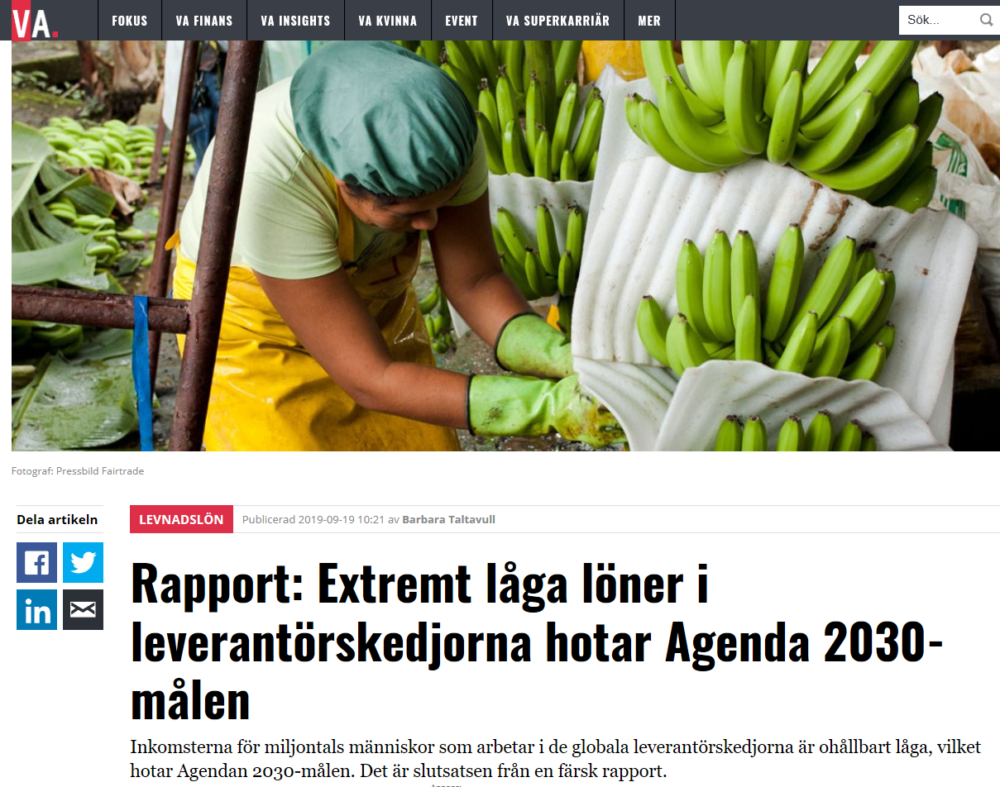 VA.
FOKUS
VA FINANS
VA INSIGHTS
VA KVINNA
EVENT
VA SUPERKARRIÄR
MER
Sök...
Fotograf: Pressbild Fairtrade
Dela artikeln
LEVNADSLÖN
Publicerad 2019-09-19 10:21 av Barbara Taltavull
Rapport: Extremt låga löner i
leverantörskedjorna hotar Agenda 2030-
målen
Inkomsterna för miljontals människor som arbetar i de globala leverantörskedjorna är ohållbart låga, vilket
hotar Agendan 2030-målen. Det är slutsatsen från en färsk rapport.